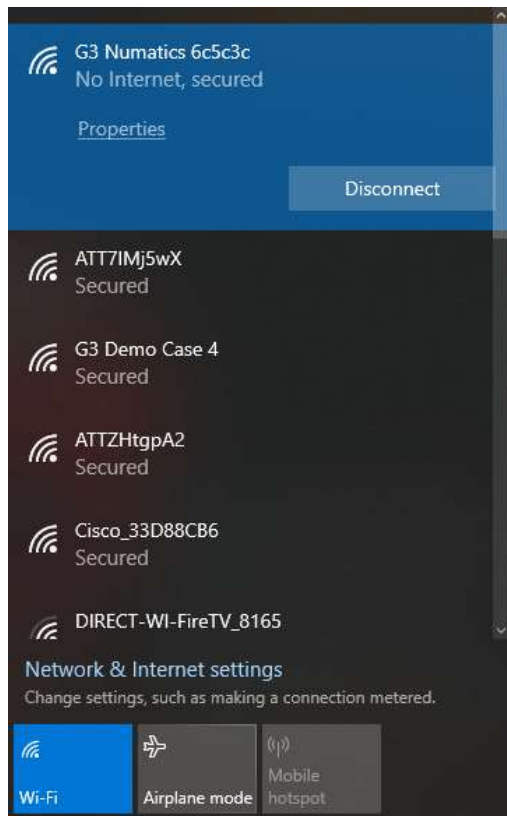 G3 Numatics 6c5c3c
No Internet, secured
Properties
Disconnect
ATT7IMj5wX
Secured
G3 Demo Case 4
Secured
ATTZHtgpA2
Secured
Cisco_33D88CB6
Secured
DIRECT-WI-FireTV_8165
Network & Internet settings
Change settings, such as making a connection metered.
Wi-Fi
Airplane mode
Mobile
hotspot